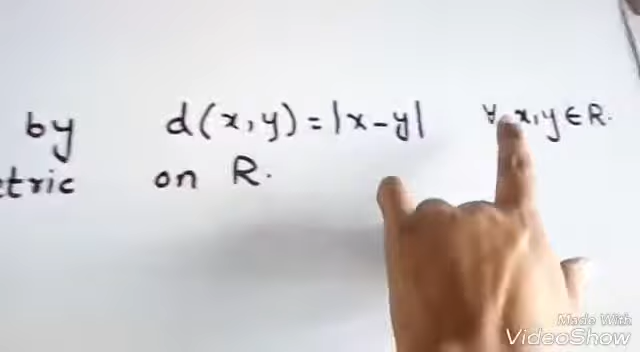 by d(x,y)=|x-y| ∀ x,y∈R.
etric on R.
Made With
VideoShow